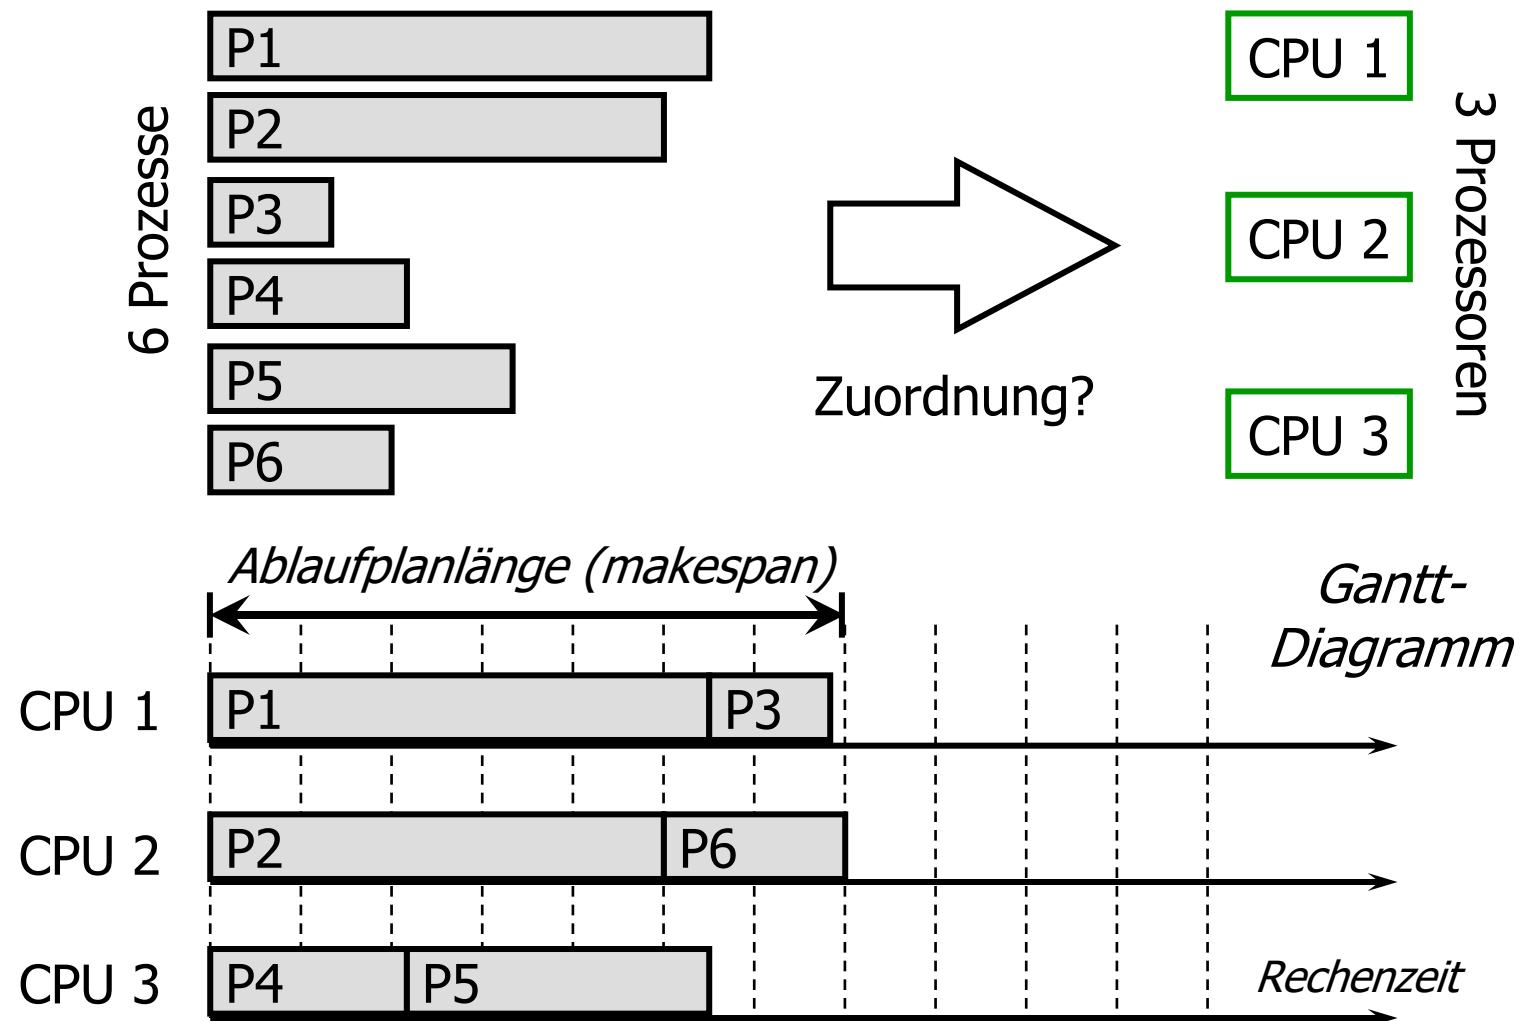 6 Prozesse
P1
P2
P3
P4
P5
P6
Zuordnung?
CPU 1
CPU 2
CPU 3
3 Prozessoren
Ablaufplanlänge (makespan)
Gantt-
Diagramm
CPU 1
P1
P3
CPU 2
P2
P6
CPU 3
P4
P5
Rechenzeit